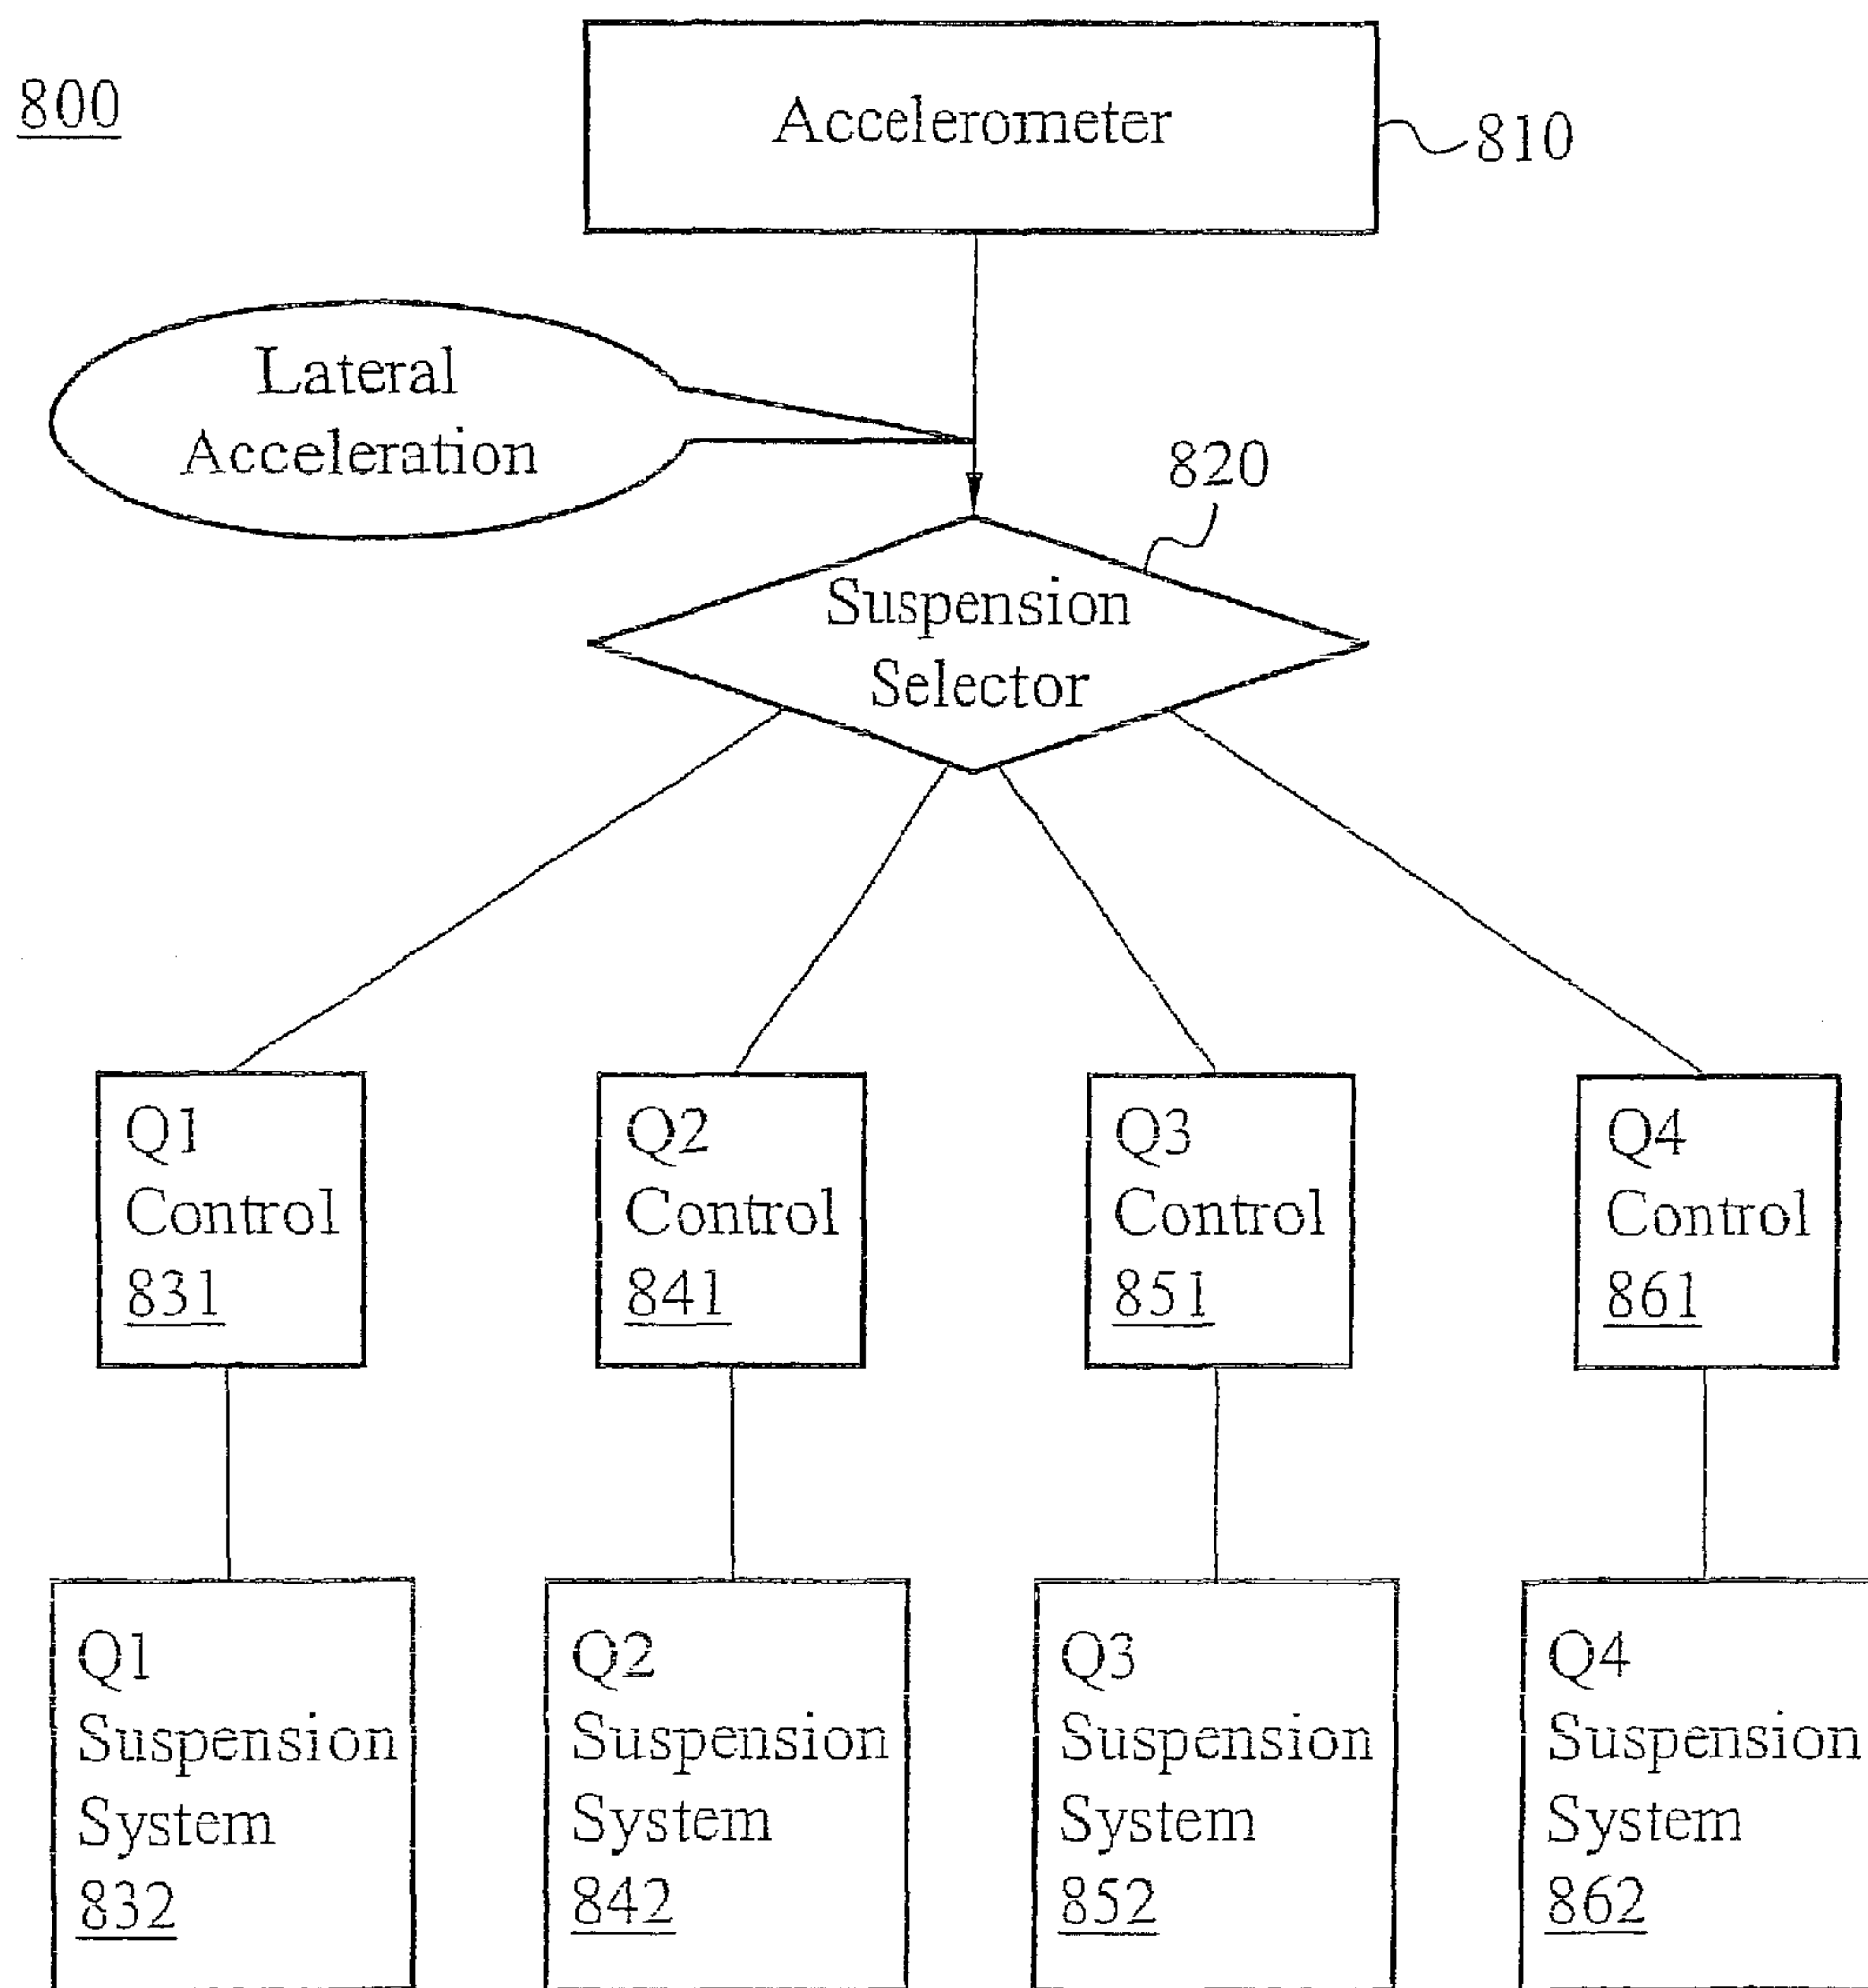 800
Accelerometer
810
Lateral
Acceleration
820
Suspension
Selector
Q1
Control
831
Q2
Control
841
Q3
Control
851
Q4
Control
861
Q1
Suspension
System
832
Q2
Suspension
System
842
Q3
Suspension
System
852
Q4
Suspension
System
862